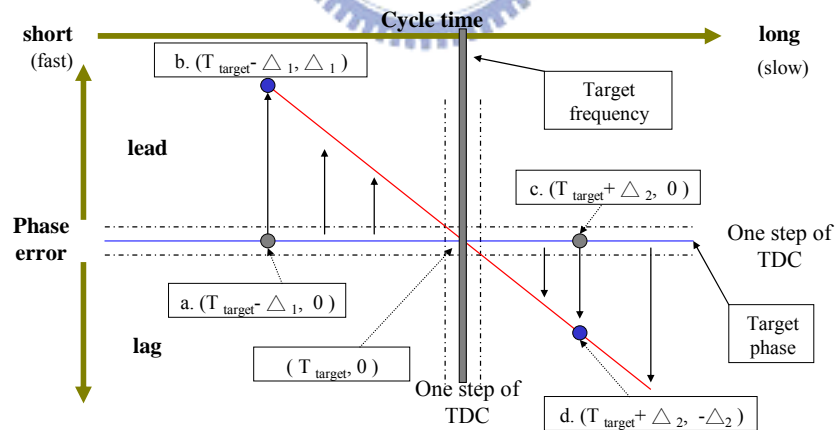 Cycle time
short
(fast)
long
(slow)
b. (T target - △ 1, △ 1 )
Target
frequency
lead
c. (T target + △ 2, 0 )
Phase
error
One step of
TDC
a. (T target - △ 1, 0 )
Target
phase
lag
( T target, 0 )
One step of
TDC
d. (T target + △ 2, -△ 2 )